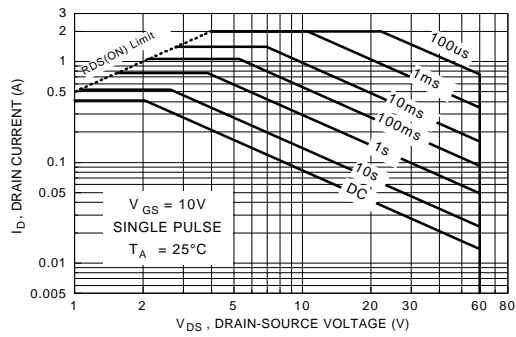 3
2
1
0.5
0.1
0.05
0.01
0.005
I D, DRAIN CURRENT (A)
RDS(ON) Limit
100us
1ms
10ms
100ms
1s
10s
DC
V GS = 10V
SINGLE PULSE
T A = 25°C
1 2 5 10 20 30 60 80
V DS , DRAIN-SOURCE VOLTAGE (V)